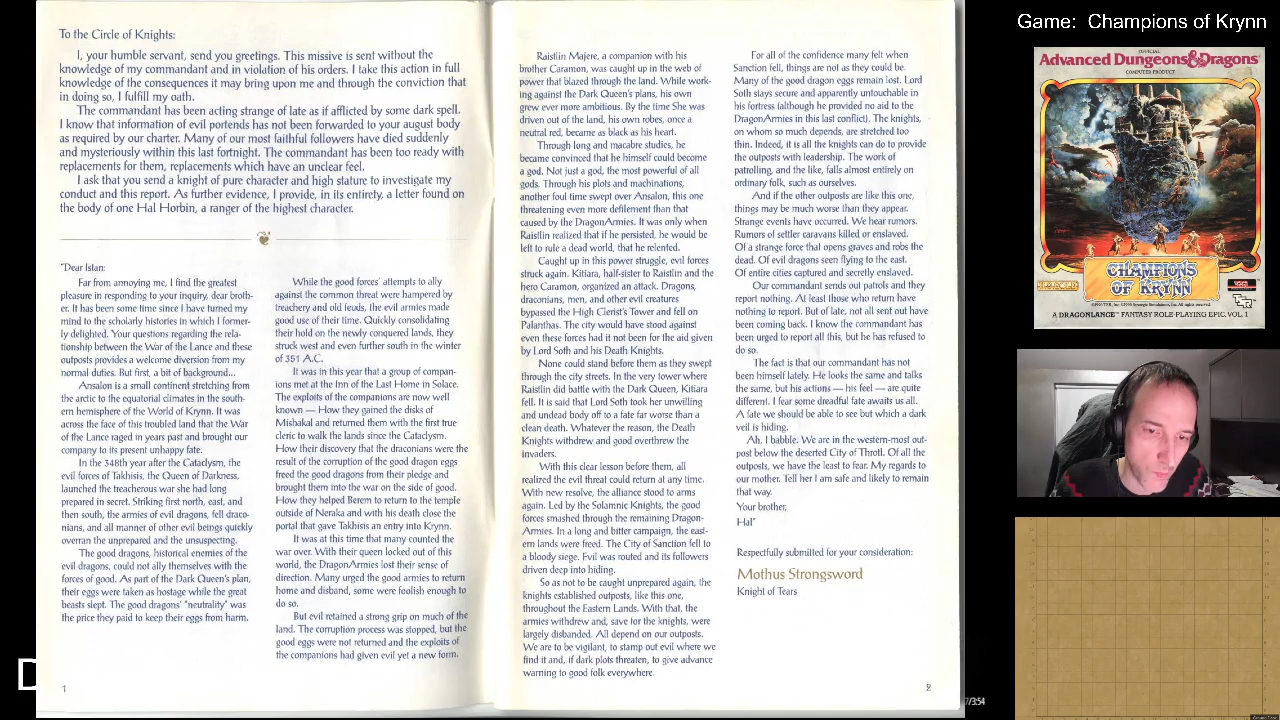 To the Circle of Knights:
I, your humble servant, send you greetings. This missive is sent without the
knowledge of my commandant and in violation of his orders. I take this action in full
knowledge of the consequences it may bring upon me and through the conviction that
in doing so, I fulfill my oath.
The commandant has been acting strange of late as if afflicted by some dark spell.
I know that information of evil portends has not been forwarded to your august body
as required by our charter. Many of our most faithful followers have died suddenly
and mysteriously within this last fortnight. The commandant has been too ready with
replacements for them, replacements which have an unclear feel.
I ask that you send a knight of pure character and high stature to investigate my
conduct and this report. As further evidence, I provide, in its entirely, a letter found on
the body of one Hal Horbin, a ranger of the highest character.
"Dear Istan:
Far from annoying me, I find the greatest
pleasure in responding to your inquiry, dear broth-
er. It has been some time since I have turned my
mind to the scholarly histories in which I former-
ly delighted. Your questions regarding the rela-
tionship between the War of the Lance and these
outposts provides a welcome diversion from my
normal duties. But first, a bit of background...
Ansalon is a small continent stretching from
the arctic to the equatorial climates in the south-
ern hemisphere of the World of Krynn. It was
across the face of this troubled land that the War
of the Lance raged in years past and brought our
company to its present unhappy fate.
In the 348th year after the Cataclysm, the
evil forces of Takhisis, the Queen of Darkness,
launched the treacherous war she had long
prepared in secret. Striking first north, east, and
then south, the armies of evil dragons, fell draco-
nians, and all manner of other evil beings quickly
overran the unprepared and the unsuspecting.
The good dragons, historical enemies of the
evil dragons, could not ally themselves with the
forces of good. As part of the Dark Queen's plan,
their eggs were taken as hostage while the great
beasts slept. The good dragons' "neutrality" was
the price they paid to keep their eggs from harm.
1
While the good forces' attempts to ally
against the common threat were hampered by
treachery and old feuds, the evil armies made
good use of their time. Quickly consolidating
their hold on the newly conquered lands, they
struck west and even further south in the winter
of 351 A.C.
It was in this year that a group of compan-
ions met at the Inn of the Last Home in Solace.
The exploits of the companions are now well
known — How they gained the disks of
Mishakal and returned them with the first true
cleric to walk the lands since the Cataclysm.
How their discovery that the draconians were the
result of the corruption of the good dragon eggs
freed the good dragons from their pledge and
brought them into the war on the side of good.
How they helped Berem to return to the temple
outside of Neraka and with his death close the
portal that gave Takhisis an entry into Krynn.
It was at this time that many counted the
war over. With their queen locked out of this
world, the DragonArmies lost their sense of
direction. Many urged the good armies to return
home and disband, some were foolish enough to
do so.
But evil retained a strong grip on much of the
land. The corruption process was stopped, but the
good eggs were not returned and the exploits of
the companions had given evil yet a new form.
Raistlin Majere, a companion with his
brother Caramon, was caught up in the web of
power that blazed through the land. While work-
ing against the Dark Queen's plans, his own
grew ever more ambitious. By the time She was
driven out of the land, his own robes, once a
neutral red, became as black as his heart.
Through long and macabre studies, he
became convinced that he himself could become
a god. Not just a god, the most powerful of all
gods. Through his plots and machinations,
another foul time swept over Ansalon, this one
threatening even more defilement than that
caused by the DragonArmies. It was only when
Raistlin realized that if he persisted, he would be
left to rule a dead world, that he relented.
Caught up in this power struggle, evil forces
struck again. Kitiara, half-sister to Raistlin and the
hero Caramon, organized an attack. Dragons,
draconians, men, and other evil creatures
bypassed the High Clerist's Tower and fell on
Palanthas. The city would have stood against
even these forces had it not been for the aid given
by Lord Soth and his Death Knights.
None could stand before them as they swept
through the city streets. In the very tower where
Raistlin did battle with the Dark Queen, Kitiara
fell. It is said that Lord Soth took her unwilling
and undead body off to a fate far worse than a
clean death. Whatever the reason, the Death
Knights withdrew and good overthrew the
invaders.
With this clear lesson before them, all
realized the evil threat could return at any time.
With new resolve, the alliance stood to arms
again. Led by the Solamnic Knights, the good
forces smashed through the remaining Dragon-
Armies. In a long and bitter campaign, the east-
ern lands were freed. The City of Sanction fell to
a bloody siege. Evil was routed and its followers
driven deep into hiding.
So as not to be caught unprepared again, the
knights established outposts, like this one,
throughout the Eastern Lands. With that, the
armies withdrew and, save for the knights, were
largely disbanded. All depend on our outposts.
We are to be vigilant, to stamp out evil where we
find it and, if dark plots threaten, to give advance
warning to good folk everywhere.
For all of the confidence many felt when
Sanction fell, things are not as they could be.
Many of the good dragon eggs remain lost. Lord
Soth stays secure and apparently untouchable in
his fortress (although he provided no aid to the
DragonArmies in this last conflict). The knights,
on whom so much depends, are stretched too
thin. Indeed, it is all the knights can do to provide
the outposts with leadership. The work of
patrolling, and the like, falls almost entirely on
ordinary folk, such as ourselves.
And if the other outposts are like this one,
things may be much worse than they appear.
Strange events have occurred. We hear rumors.
Rumors of settler caravans killed or enslaved.
Of a strange force that opens graves and robs the
dead. Of evil dragons seen flying to the east.
Of entire cities captured and secretly enslaved.
Our commandant sends out patrols and they
report nothing. At least those who return have
nothing to report. But of late, not all sent out have
been coming back. I know the commandant has
been urged to report all this, but he has refused to
do so.
The fact is that our commandant has not
been himself lately. He looks the same and talks
the same, but his actions — his feel — are quite
different. I fear some dreadful fate awaits us all.
A fate we should be able to see but which a dark
veil is hiding.
Ah, I babble. We are in the western-most out-
post below the deserted City of Throtl. Of all the
outposts, we have the least to fear. My regards to
our mother. Tell her I am safe and likely to remain
that way.
Your brother,
Hal"
Respectfully submitted for your consideration:
Mothus Strongsword
Knight of Tears
2
D
7/3:54
Game: Champions of Krynn
OFFICIAL
Advanced Dungeons & Dragons
COMPUTER PRODUCT
CHAMPIONS
OF KRYNN
TSR
A DRAGONLANCE FANTASY ROLE-PLAYING EPIC, VOL. 1